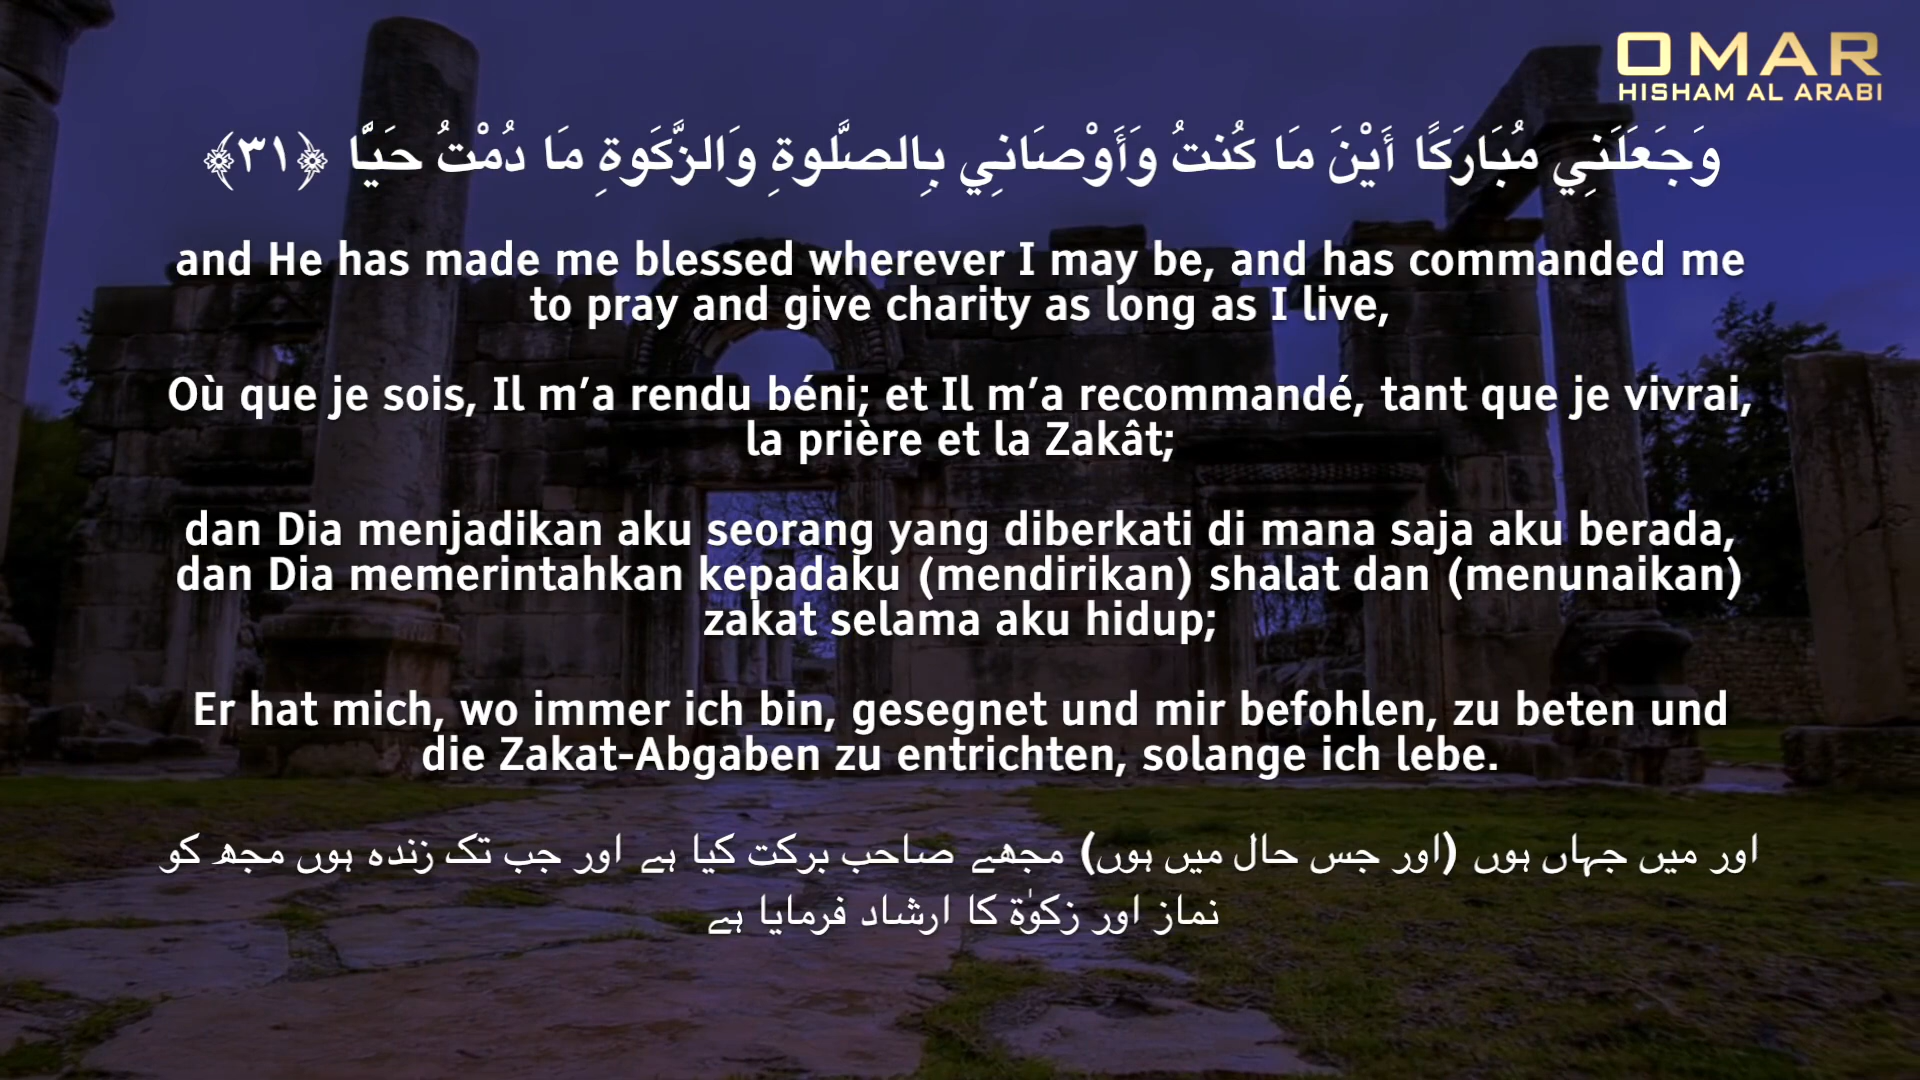 OMAR
HISHAM AL ARABI
وَجَعَلَنِي مُبَارَكًا أَيْنَ مَا كُنتُ وَأَوْصَانِي بِالصَّلَوةِ وَالزَّكَوةِ مَا دُمْتُ حَيًّا ﴿٣١﴾
and He has made me blessed wherever I may be, and has commanded me
to pray and give charity as long as I live,
Où que je sois, Il m’a rendu béni; et Il m’a recommandé, tant que je vivrai,
la prière et la Zakât;
dan Dia menjadikan aku seorang yang diberkati di mana saja aku berada,
dan Dia memerintahkan kepadaku (mendirikan) shalat dan (menunaikan)
zakat selama aku hidup;
Er hat mich, wo immer ich bin, gesegnet und mir befohlen, zu beten und
die Zakat-Abgaben zu entrichten, solange ich lebe.
اور میں جہاں ہوں (اور جس حال میں ہوں) مجھے صاحب برکت کیا ہے اور جب تک زندہ ہوں مجھ کو
نماز اور زکوٰۃ کا ارشاد فرمایا ہے